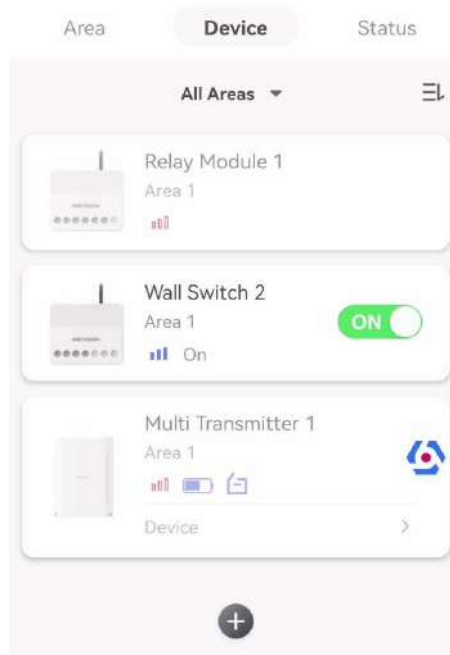 Area Device Status
All Areas
Relay Module 1
Area 1
Wall Switch 2
Area 1
ON
On
Multi Transmitter 1
Area 1
Device